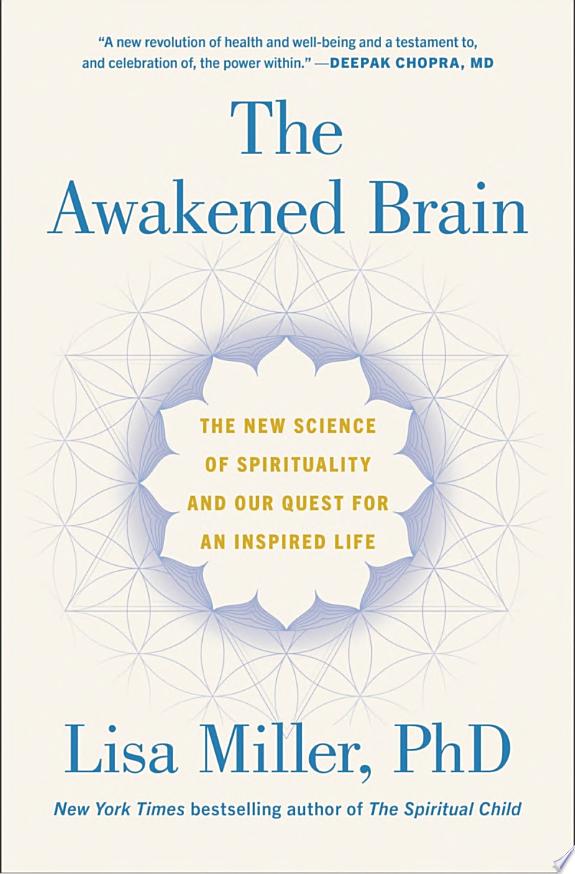 “A new revolution of health and well-being and a testament to,
and celebration of, the power within.” —DEEPAK CHOPRA, MD
The
Awakened Brain
THE NEW SCIENCE
OF SPIRITUALITY
AND OUR QUEST FOR
AN INSPIRED LIFE
Lisa Miller, PhD
New York Times bestselling author of The Spiritual Child